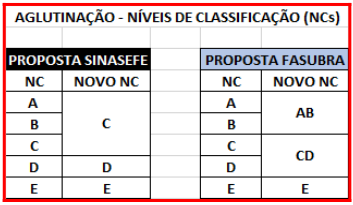 AGLUTINAÇÃO - NÍVEIS DE CLASSIFICAÇÃO (NCs)
PROPOSTA SINASEFE PROPOSTA FASUBRA
NC NOVO NC NC NOVO NC
A C A AB
B B
C C CD
D D D
E E E E